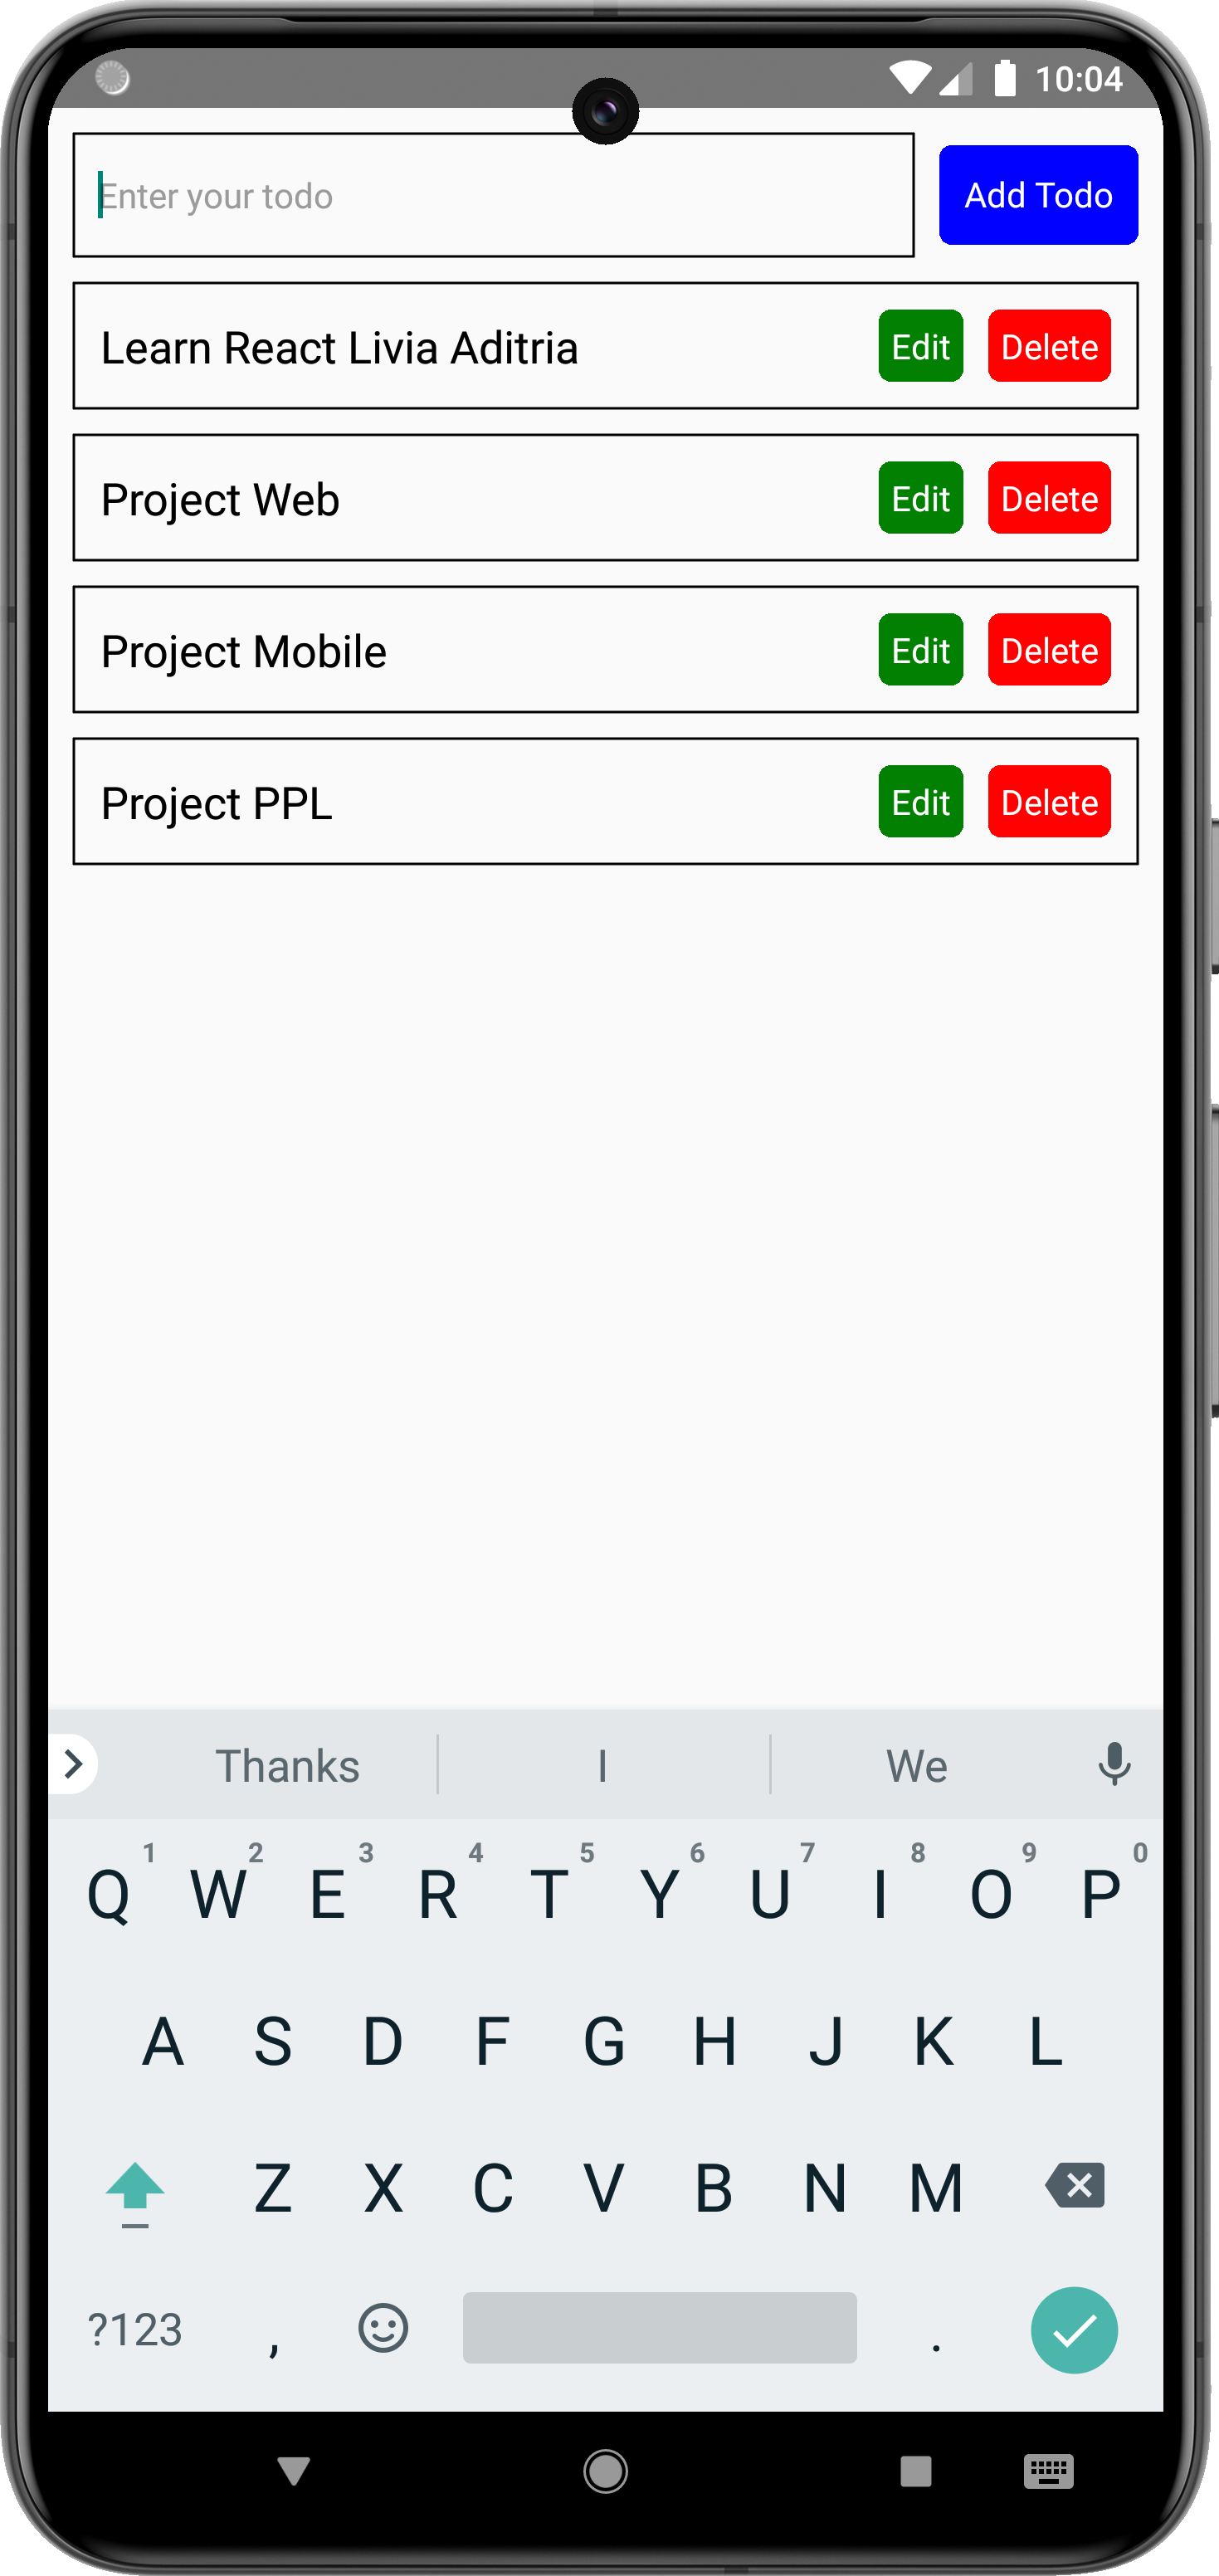 10:04
Enter your todo Add Todo
Learn React Livia Aditria Edit Delete
Project Web Edit Delete
Project Mobile Edit Delete
Project PPL Edit Delete
Thanks I We
1 2 3 4 5 6 7 8 9 0
Q W E R T Y U I O P
A S D F G H J K L
Z X C V B N M
?123 , .